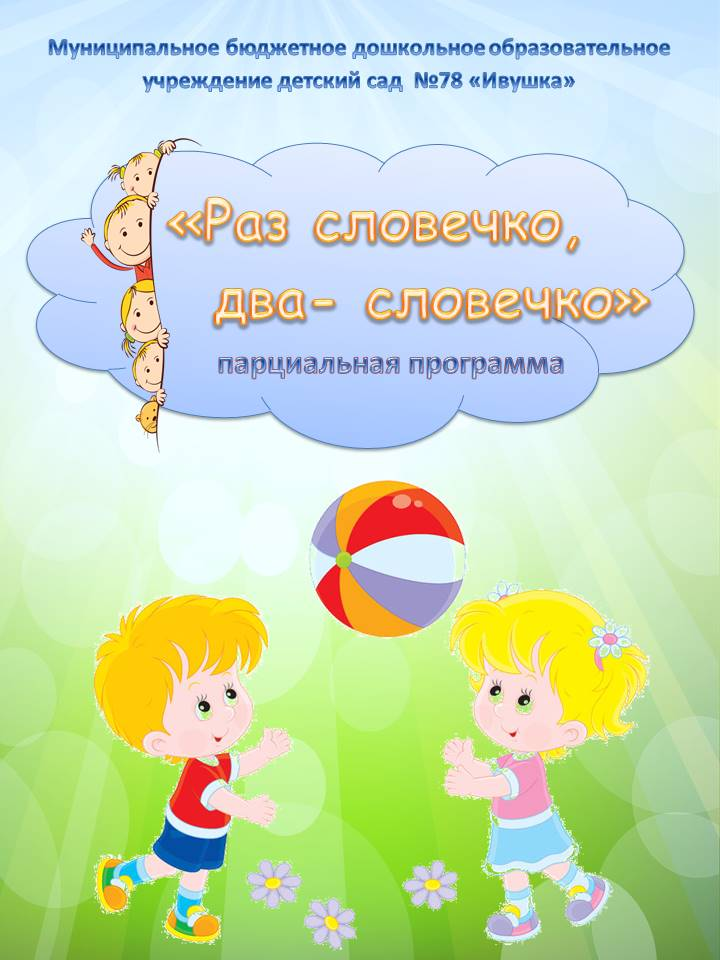 Муниципальное бюджетное дошкольное образовательное
учреждение детский сад №78 «Ивушка»
«Раз словечко,
два- словечко»
парциальная программа